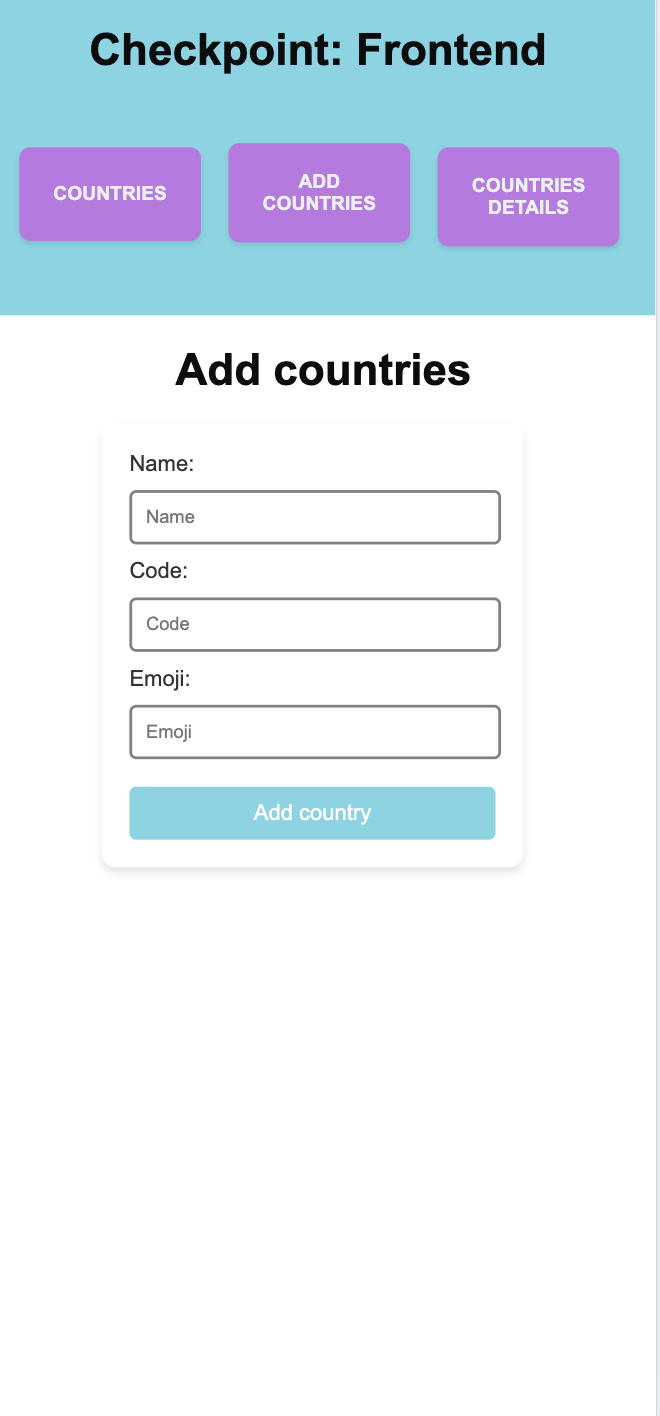 Checkpoint: Frontend
COUNTRIES
ADD
COUNTRIES
COUNTRIES
DETAILS
Add countries
Name:
Name
Code:
Code
Emoji:
Emoji
Add country